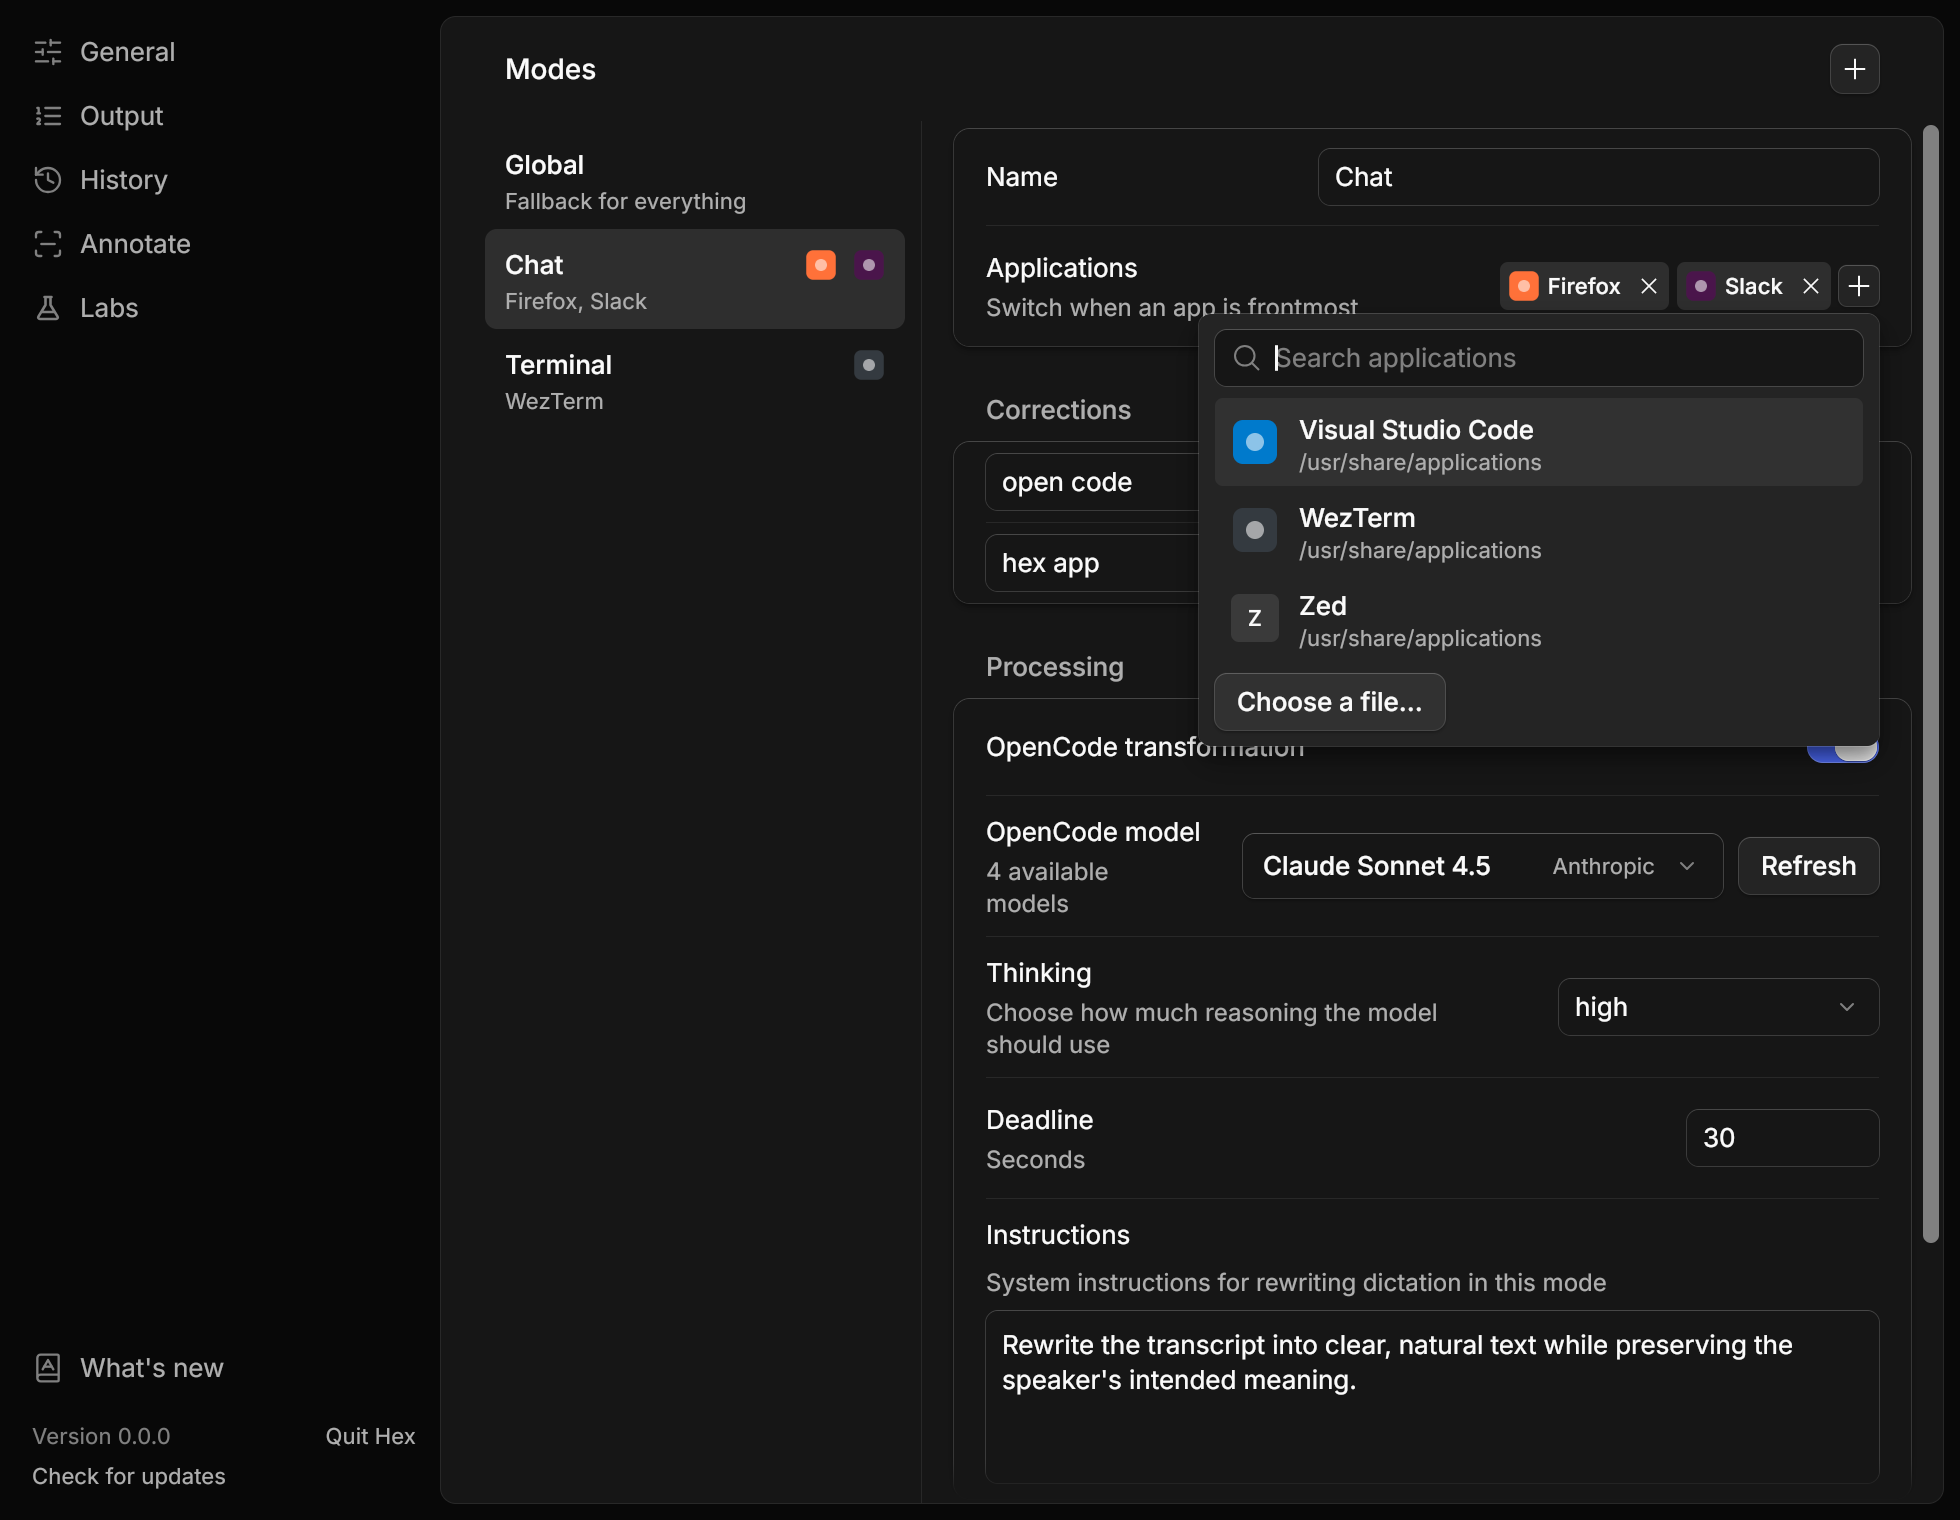 General
Output
History
Annotate
Labs
What's new
Version 0.0.0
Quit Hex
Check for updates
Modes
Global
Fallback for everything
Chat
Firefox, Slack
Terminal
WezTerm
Name
Chat
Applications
Switch when an app is frontmost
Firefox
Slack
Search applications
Visual Studio Code
/usr/share/applications
WezTerm
/usr/share/applications
Z
Zed
/usr/share/applications
Choose a file...
Corrections
open code
hex app
Processing
OpenCode transformation
OpenCode model
4 available
models
Claude Sonnet 4.5
Anthropic
Refresh
Thinking
Choose how much reasoning the model
should use
high
Deadline
Seconds
30
Instructions
System instructions for rewriting dictation in this mode
Rewrite the transcript into clear, natural text while preserving the
speaker's intended meaning.